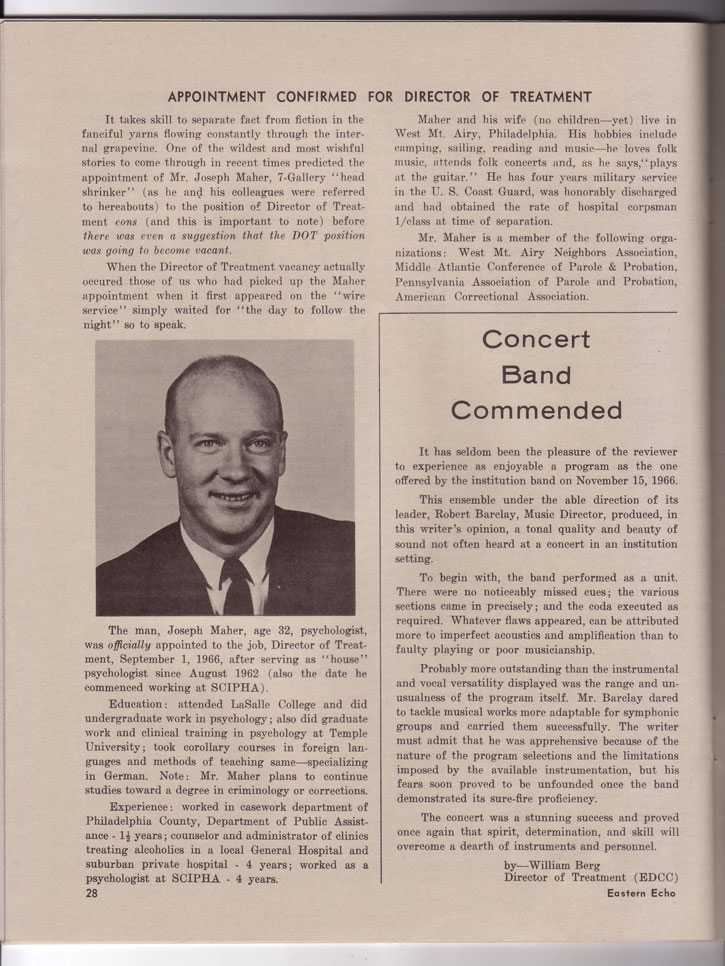 APPOINTMENT CONFIRMED FOR DIRECTOR OF TREATMENT
It takes skill to separate fact from fiction in the
fanciful yarns flowing constantly through the inter-
nal grapevine. One of the wildest and most wishful
stories to come through in recent times predicted the
appointment of Mr. Joseph Maher, 7-Gallery "head
shrinker" (as he and his colleagues were referred
to hereabouts) to the position of Director of Treat-
ment eons (and this is important to note) before
there was even a suggestion that the DOT position
was going to become vacant.
When the Director of Treatment vacancy actually
occured those of us who had picked up the Maher
appointment when it first appeared on the "wire
service" simply waited for "the day to follow the
night" so to speak.
The man, Joseph Maher, age 32, psychologist,
was officially appointed to the job, Director of Treat-
ment, September 1, 1966, after serving as "house"
psychologist since August 1962 (also the date he
commenced working at SCIPHA).
Education: attended LaSalle College and did
undergraduate work in psychology; also did graduate
work and clinical training in psychology at Temple
University; took corollary courses in foreign lan-
guages and methods of teaching same—specializing
in German. Note: Mr. Maher plans to continue
studies toward a degree in criminology or corrections.
Experience: worked in casework department of
Philadelphia County, Department of Public Assist-
ance - 1½ years; counselor and administrator of clinics
treating alcoholics in a local General Hospital and
suburban private hospital - 4 years; worked as a
psychologist at SCIPHA - 4 years.
Maher and his wife (no children—yet) live in
West Mt. Airy, Philadelphia. His hobbies include
camping, sailing, reading and music—he loves folk
music, attends folk concerts and, as he says,"plays
at the guitar." He has four years military service
in the U. S. Coast Guard, was honorably discharged
and had obtained the rate of hospital corpsman
1/class at time of separation.
Mr. Maher is a member of the following orga-
nizations: West Mt. Airy Neighbors Association,
Middle Atlantic Conference of Parole & Probation,
Pennsylvania Association of Parole and Probation,
American Correctional Association.
Concert
Band
Commended
It has seldom been the pleasure of the reviewer
to experience as enjoyable a program as the one
offered by the institution band on November 15, 1966.
This ensemble under the able direction of its
leader, Robert Barclay, Music Director, produced, in
this writer's opinion, a tonal quality and beauty of
sound not often heard at a concert in an institution
setting.
To begin with, the band performed as a unit.
There were no noticeably missed cues; the various
sections came in precisely; and the coda executed as
required. Whatever flaws appeared, can be attributed
more to imperfect acoustics and amplification than to
faulty playing or poor musicianship.
Probably more outstanding than the instrumental
and vocal versatility displayed was the range and un-
usualness of the program itself. Mr. Barclay dared
to tackle musical works more adaptable for symphonic
groups and carried them successfully. The writer
must admit that he was apprehensive because of the
nature of the program selections and the limitations
imposed by the available instrumentation, but his
fears soon proved to be unfounded once the band
demonstrated its sure-fire proficiency.
The concert was a stunning success and proved
once again that spirit, determination, and skill will
overcome a dearth of instruments and personnel.
by—William Berg
Director of Treatment (EDCC)
28
Eastern Echo